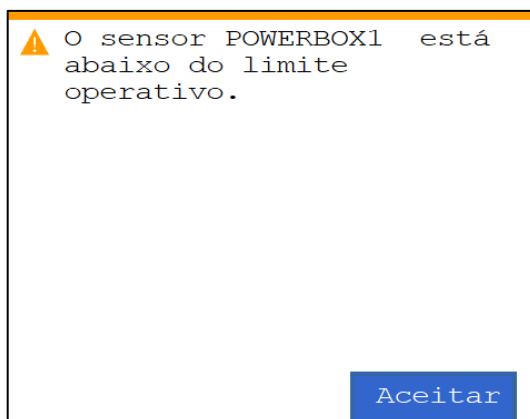 O sensor POWERBOX1  está
abaixo do limite
operativo.
Aceitar